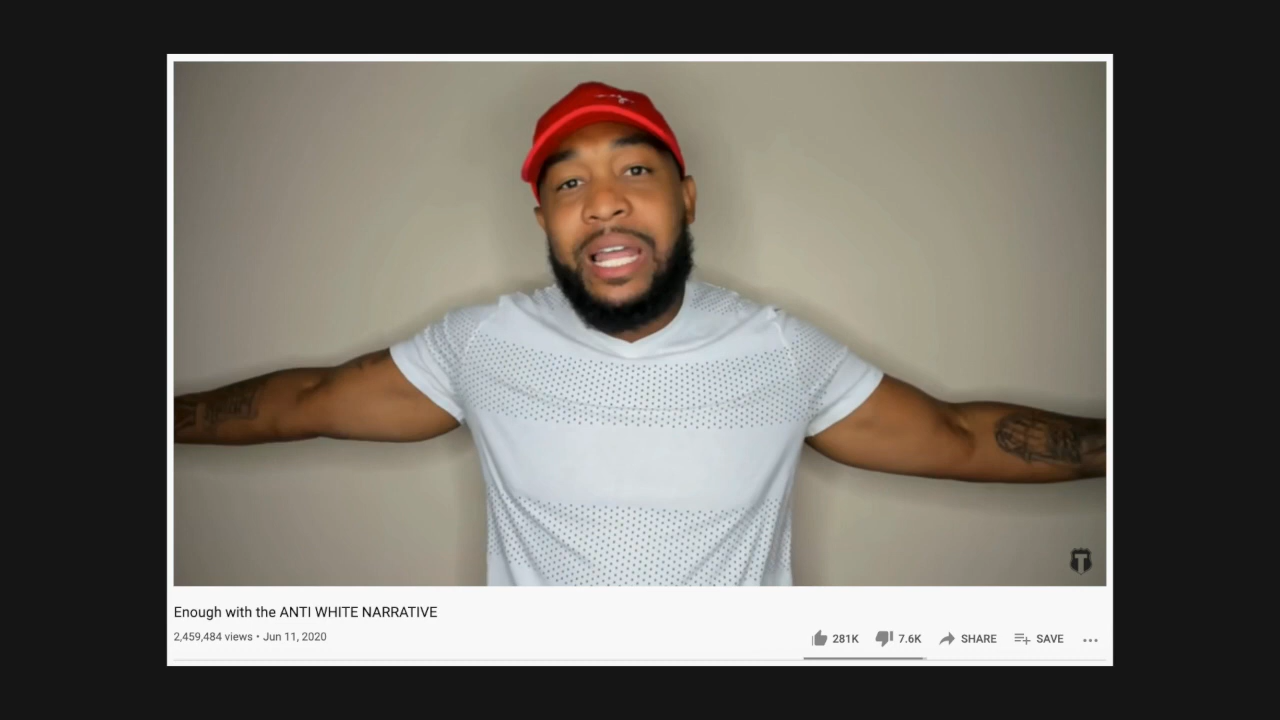 T
Enough with the ANTI WHITE NARRATIVE
2,459,484 views • Jun 11, 2020
281K 7.6K SHARE SAVE